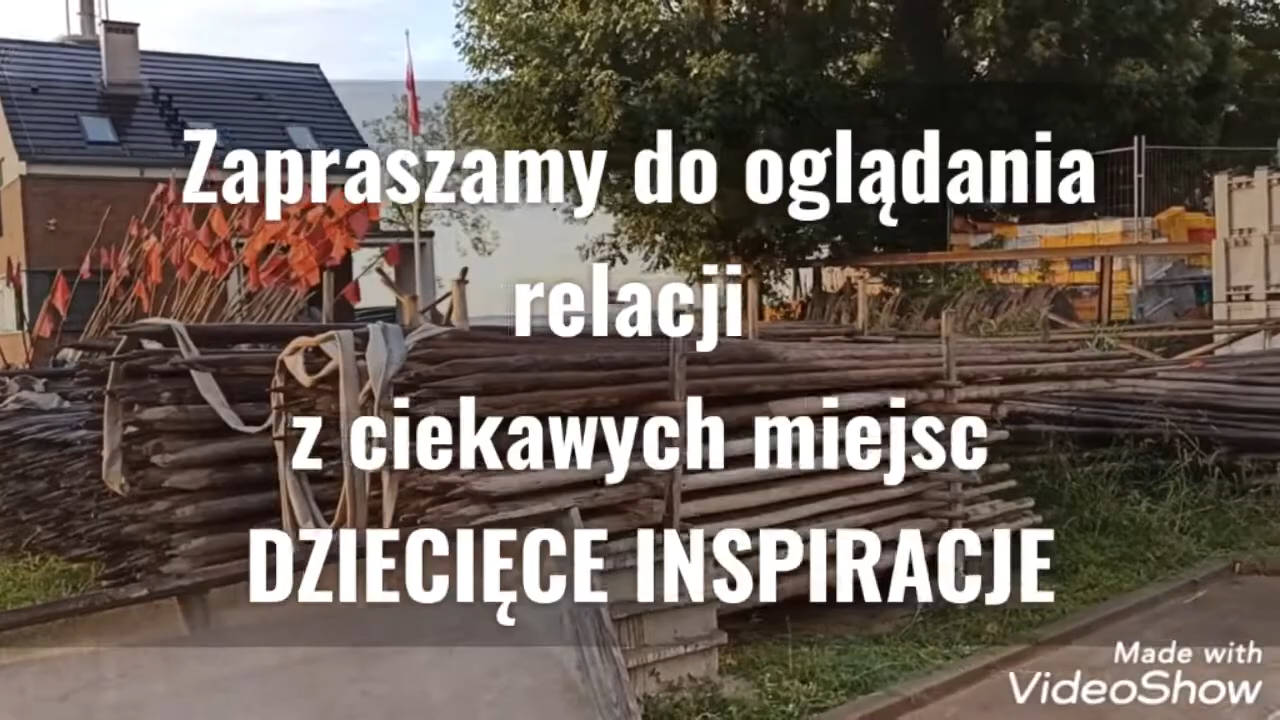 Zapraszamy do oglądania
relacji
z ciekawych miejsc
DZIECIĘCE INSPIRACJE
Made with
VideoShow